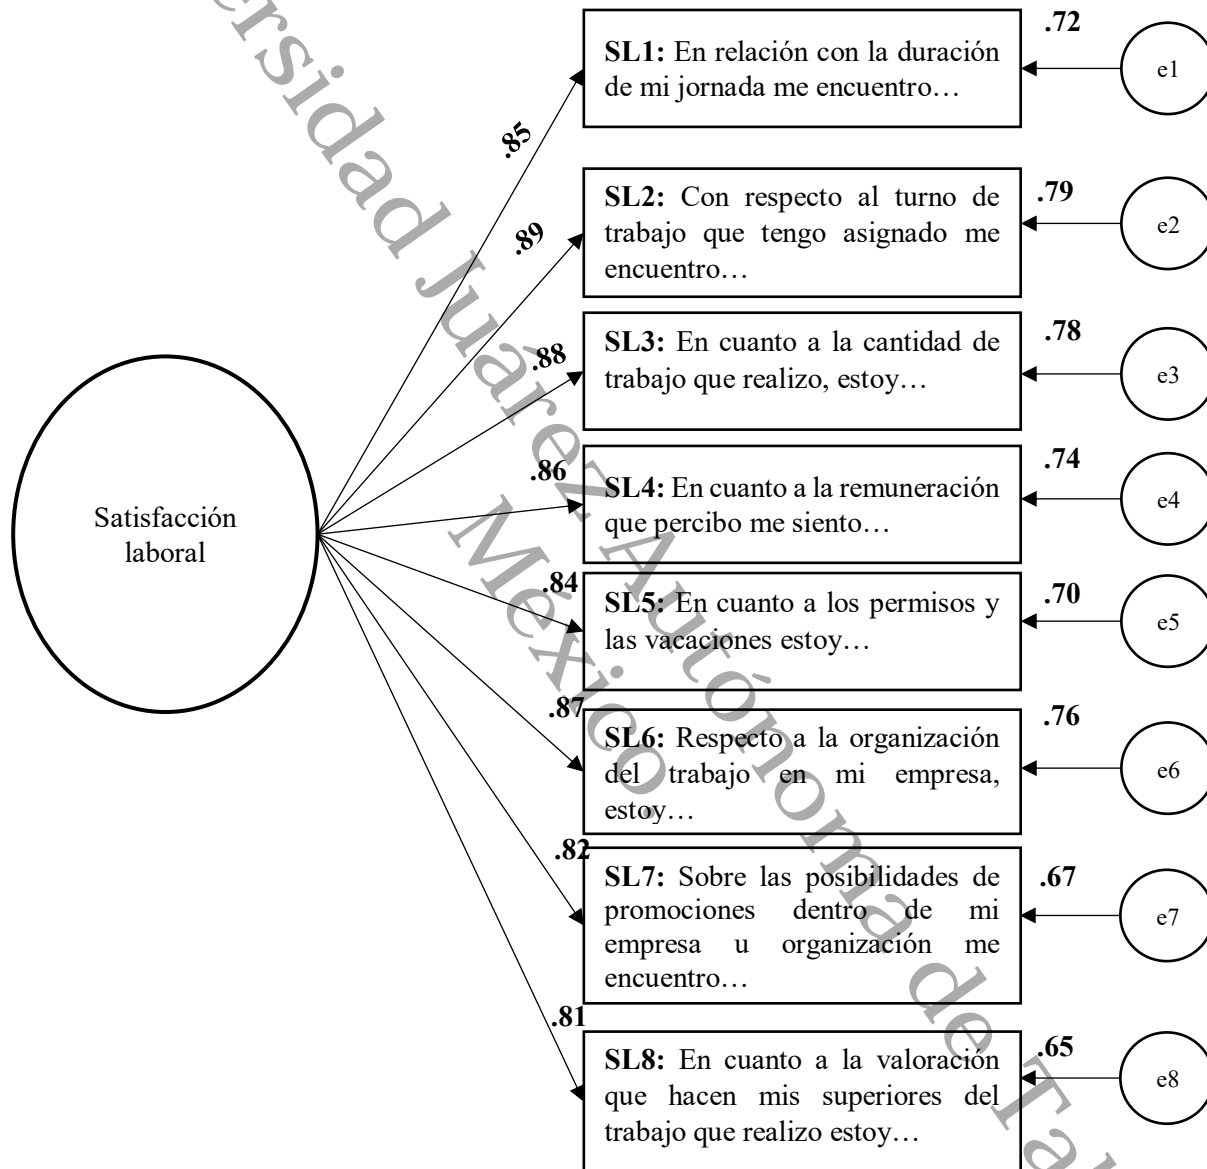 .72
SL1: En relación con la duración
de mi jornada me encuentro…
e1
.85
SL2: Con respecto al turno de
trabajo que tengo asignado me
encuentro…
.79
e2
.89
SL3: En cuanto a la cantidad de
trabajo que realizo, estoy…
.78
e3
.88
SL4: En cuanto a la remuneración
que percibo me siento…
.74
e4
.86
Satisfacción
laboral
SL5: En cuanto a los permisos y
las vacaciones estoy…
.70
e5
.84
SL6: Respecto a la organización
del trabajo en mi empresa,
estoy…
.76
e6
.87
SL7: Sobre las posibilidades de
promociones dentro de mi
empresa u organización me
encuentro…
.67
e7
.82
SL8: En cuanto a la valoración
que hacen mis superiores del
trabajo que realizo estoy…
.65
e8
.81
ersidad Juárez Autónoma de Ta
México.